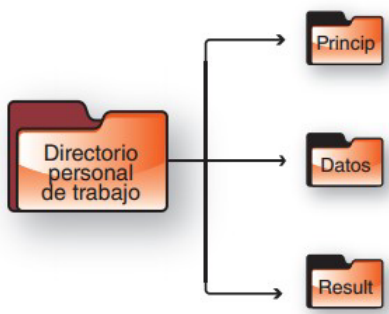 Princip
Directorio
personal
de trabajo
Datos
Result